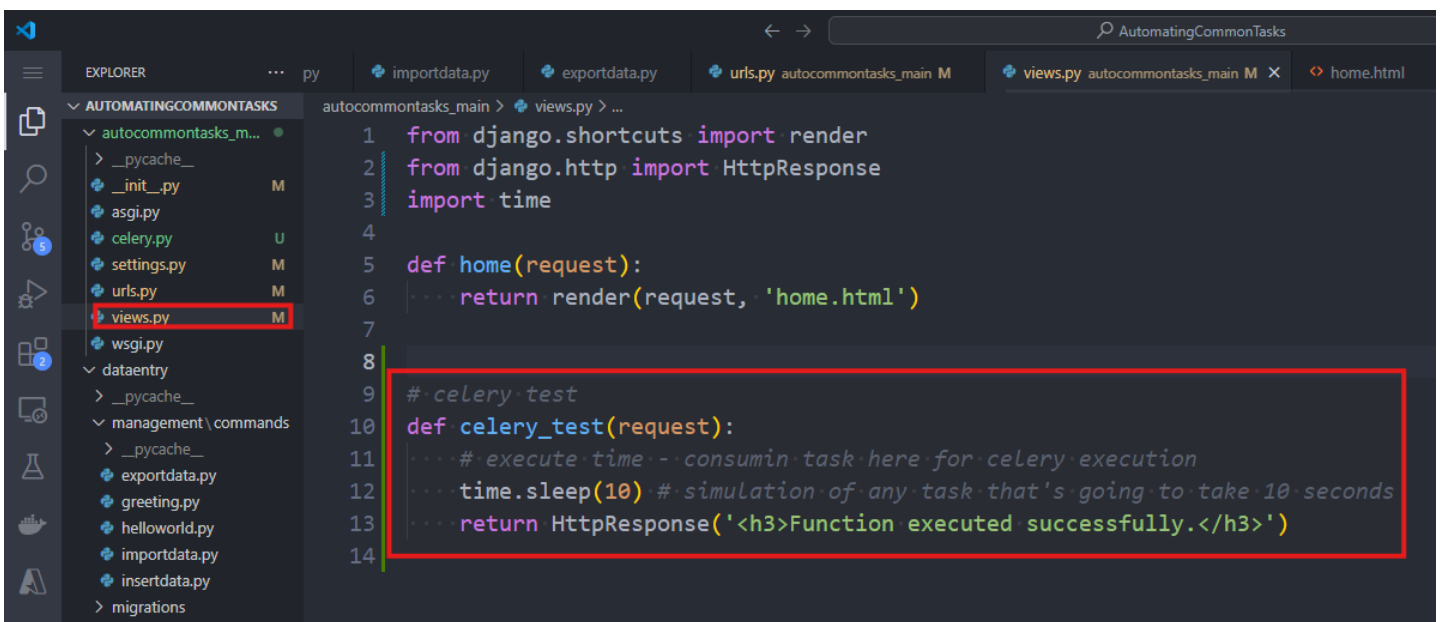 AutomatingCommonTasks
EXPLORER ... py importdata.py exportdata.py urls.py autocommontasks_main M views.py autocommontasks_main M home.html
AUTOMATINGCOMMONTASKS
autocommontasks_m...
__pycache__
__init__.py M
asgi.py
celery.py U
settings.py M
urls.py M
views.py M
wsgi.py
dataentry
__pycache__
management\commands
__pycache__
exportdata.py
greeting.py
helloworld.py
importdata.py
insertdata.py
migrations
5
2
autocommontasks_main > views.py > ...
1 from django.shortcuts import render
2 from django.http import HttpResponse
3 import time
4
5 def home(request):
6 return render(request, 'home.html')
7
8
9 # celery test
10 def celery_test(request):
11 # execute time - consumin task here for celery execution
12 time.sleep(10) # simulation of any task that's going to take 10 seconds
13 return HttpResponse('<h3>Function executed successfully.</h3>')
14